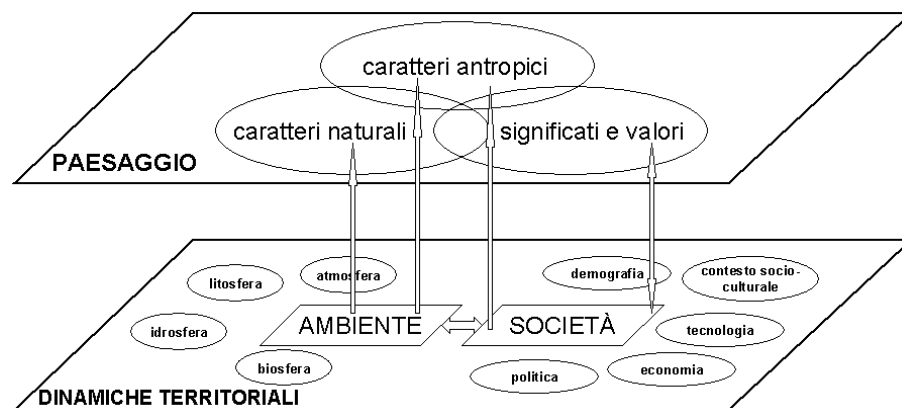 caratteri antropici
caratteri naturali
significati e valori
PAESAGGIO
atmosfera
demografia
contesto socio-
culturale
litosfera
AMBIENTE
SOCIETÀ
idrosfera
tecnologia
biosfera
politica
economia
DINAMICHE TERRITORIALI